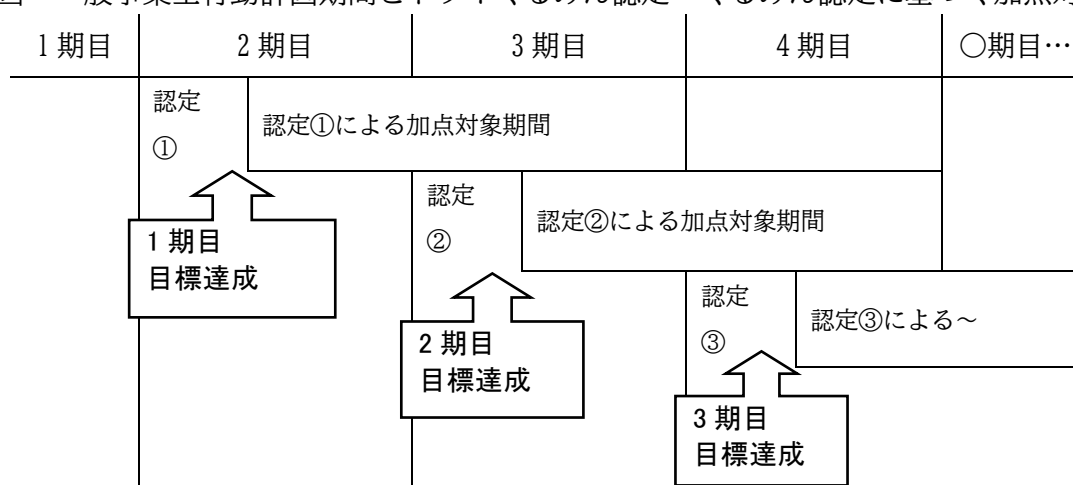 1期目 2期目 3期目 4期目 ○期目…
認定
①
認定①による加点対象期間
1期目
目標達成
認定
②
認定②による加点対象期間
2期目
目標達成
認定
③
認定③による～
3期目
目標達成